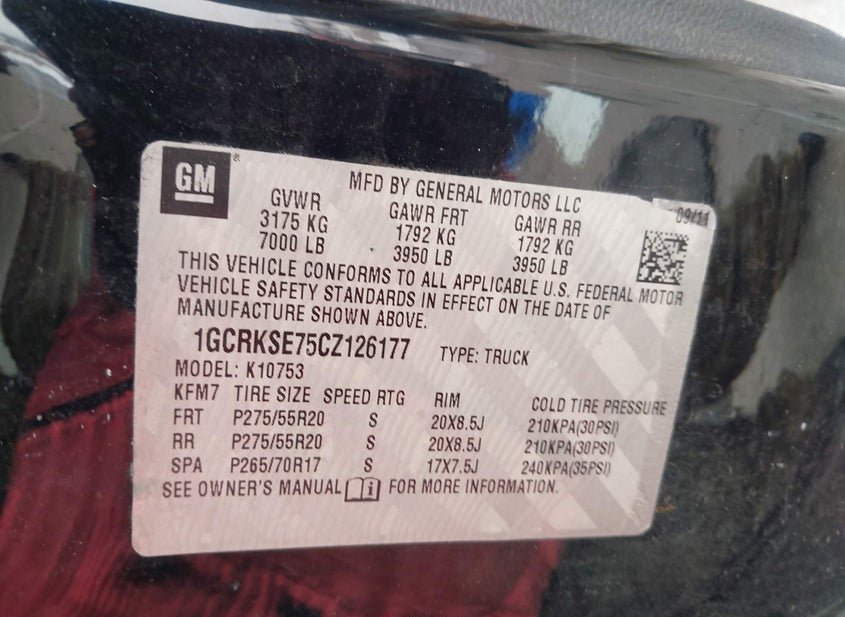 GM
MFD BY GENERAL MOTORS LLC
09/11
GVWR GAWR FRT GAWR RR
3175 KG 1792 KG 1792 KG
7000 LB 3950 LB 3950 LB
THIS VEHICLE CONFORMS TO ALL APPLICABLE U.S. FEDERAL MOTOR
VEHICLE SAFETY STANDARDS IN EFFECT ON THE DATE OF
MANUFACTURE SHOWN ABOVE.
1GCRKSE75CZ126177 TYPE: TRUCK
MODEL: K10753
KFM7 TIRE SIZE SPEED RTG RIM COLD TIRE PRESSURE
FRT P275/55R20 S 20X8.5J 210KPA(30PSI)
RR P275/55R20 S 20X8.5J 210KPA(30PSI)
SPA P265/70R17 S 17X7.5J 240KPA(35PSI)
SEE OWNER'S MANUAL FOR MORE INFORMATION.